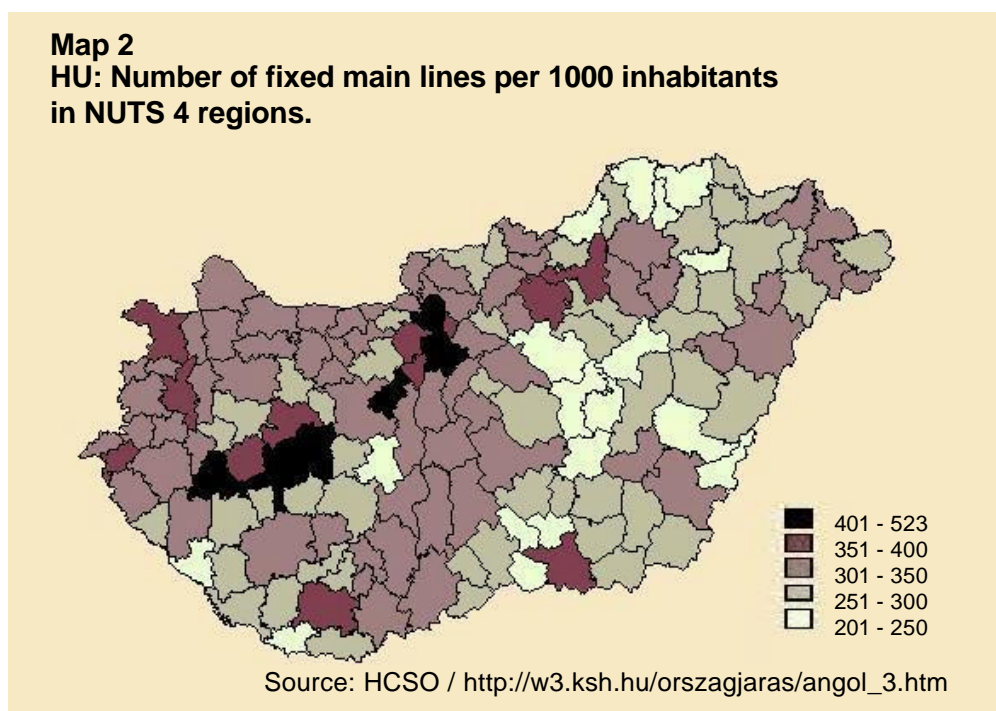 Map 2
HU: Number of fixed main lines per 1000 inhabitants
in NUTS 4 regions.
401 - 523
351 - 400
301 - 350
251 - 300
201 - 250
Source: HCSO / http://w3.ksh.hu/orszagjaras/angol_3.htm